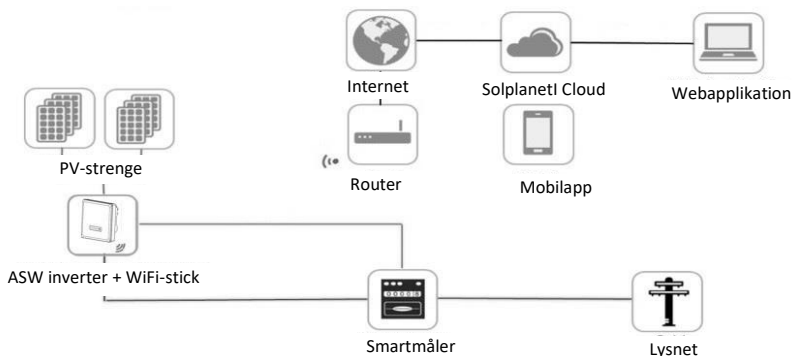 Internet
SolplanetI Cloud
Webapplikation
PV-strenge
Router
Mobilapp
ASW inverter + WiFi-stick
Smartmåler
Lysnet